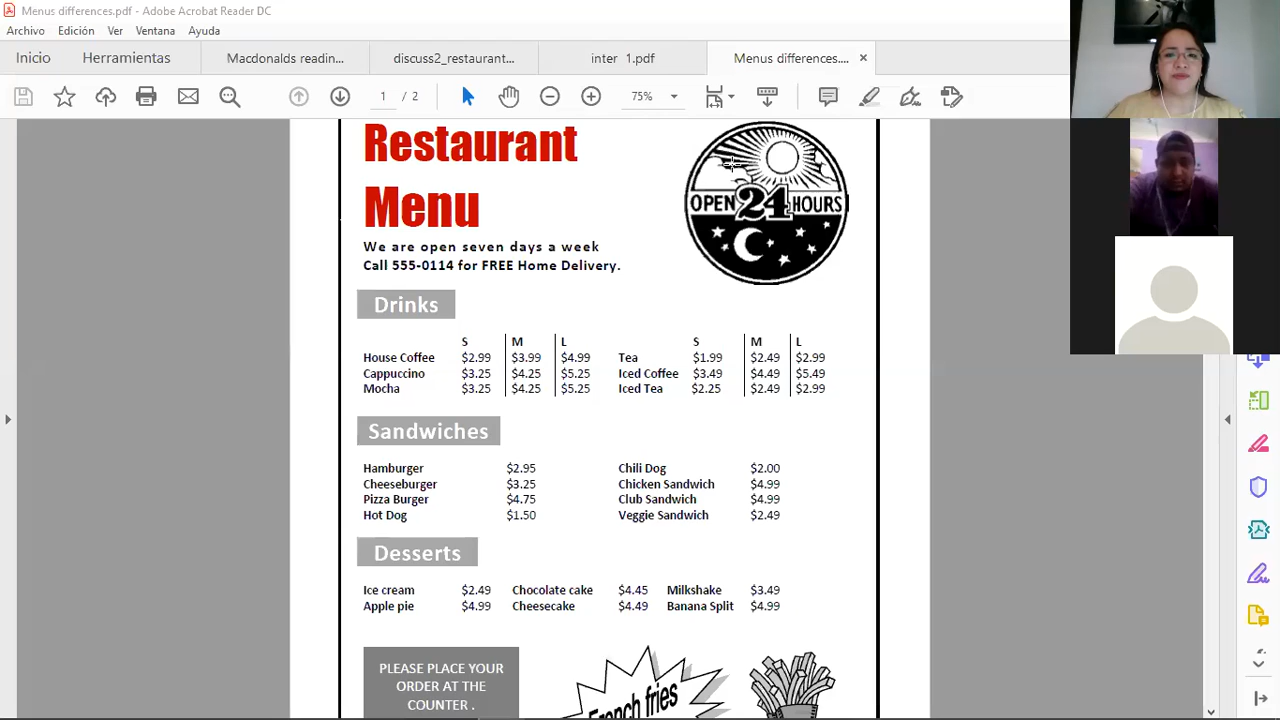 Menus differences.pdf - Adobe Acrobat Reader DC
Archivo Edición Ver Ventana Ayuda
Inicio Herramientas Macdonalds readin... discuss2_restaurant... inter 1.pdf Menus differences....
1 / 2 75%
Restaurant
Menu
We are open seven days a week
Call 555-0114 for FREE Home Delivery.
OPEN 24 HOURS
Drinks
S M L S M L
House Coffee $2.99 $3.99 $4.99 Tea $1.99 $2.49 $2.99
Cappuccino $3.25 $4.25 $5.25 Iced Coffee $3.49 $4.49 $5.49
Mocha $3.25 $4.25 $5.25 Iced Tea $2.25 $2.49 $2.99
Sandwiches
Hamburger $2.95 Chili Dog $2.00
Cheeseburger $3.25 Chicken Sandwich $4.99
Pizza Burger $4.75 Club Sandwich $4.99
Hot Dog $1.50 Veggie Sandwich $2.49
Desserts
Ice cream $2.49 Chocolate cake $4.45 Milkshake $3.49
Apple pie $4.99 Cheesecake $4.49 Banana Split $4.99
PLEASE PLACE YOUR
ORDER AT THE
COUNTER .
French fries